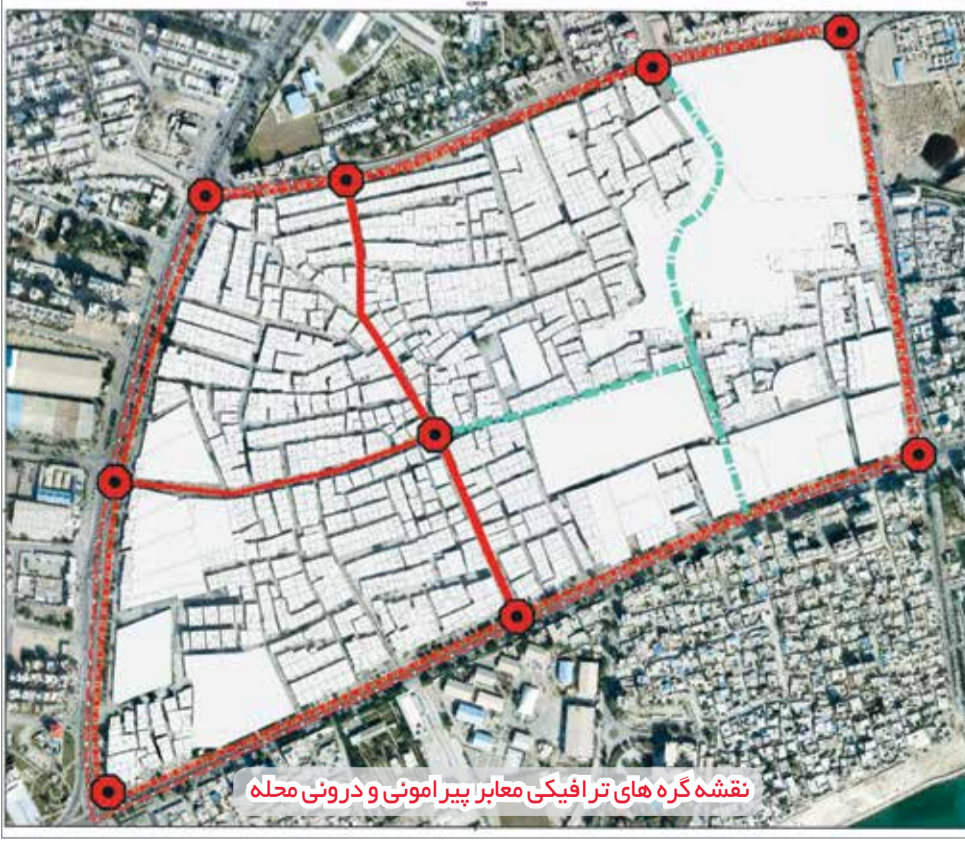 نقشه گره های ترافیکی معابر پیرامونی و درونی محله